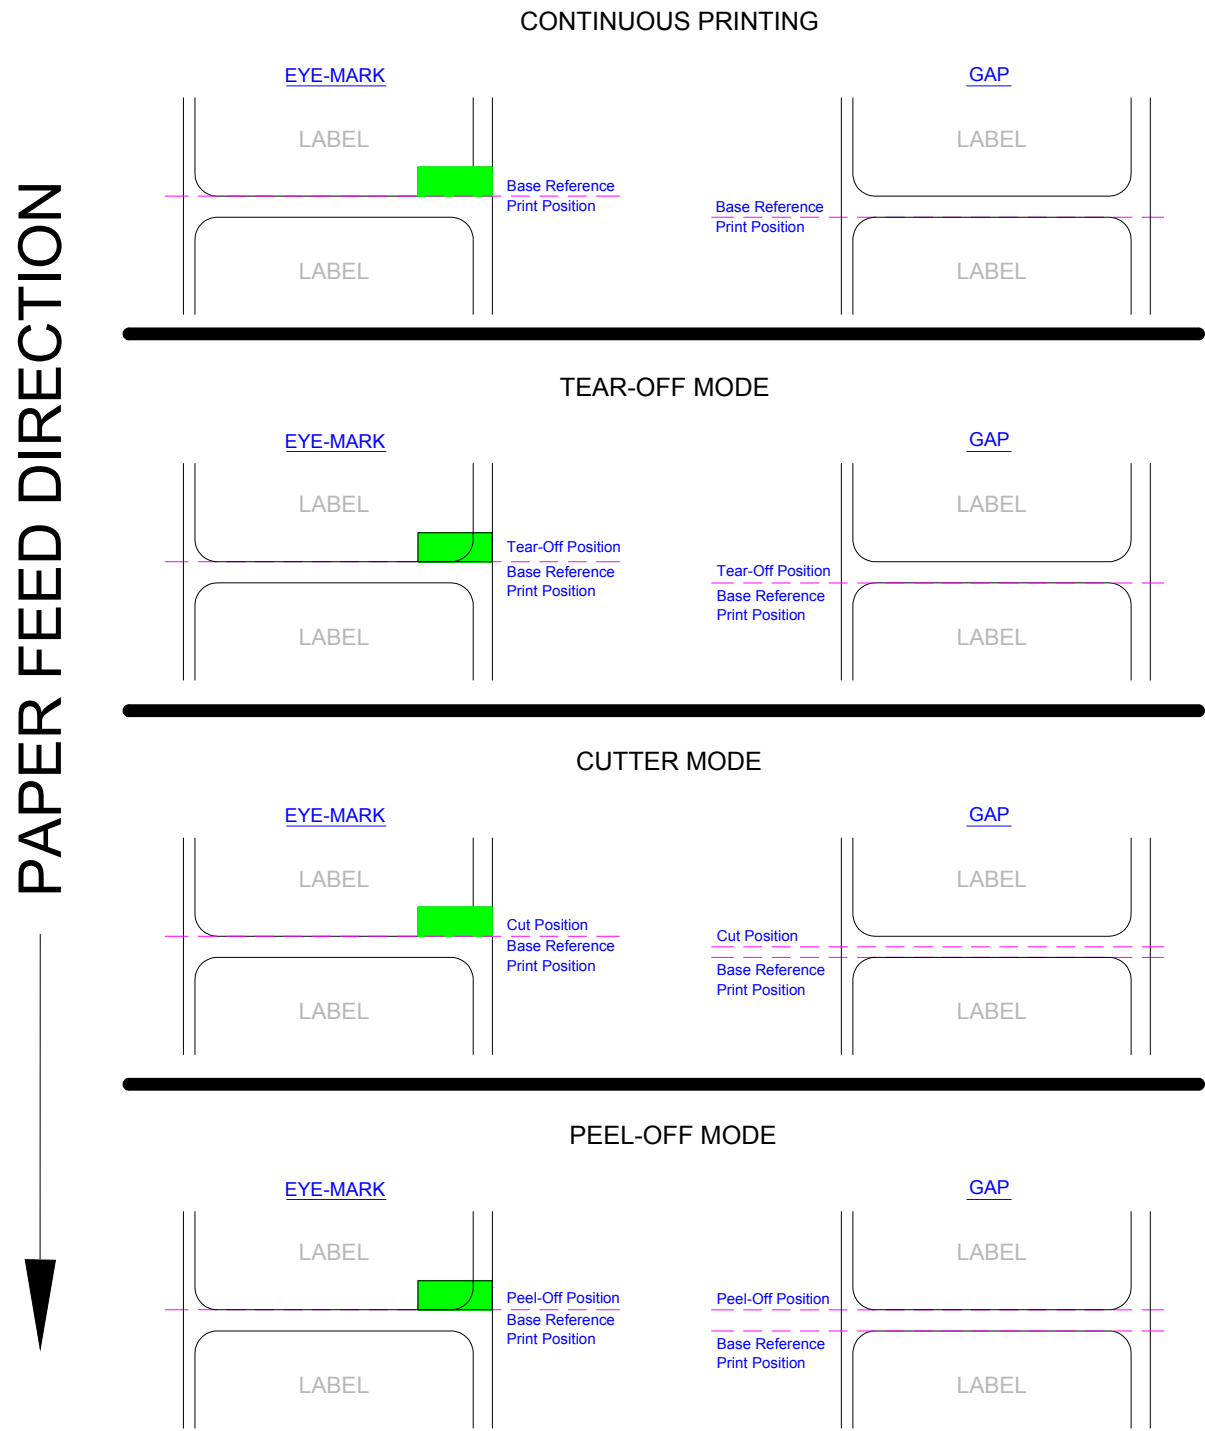 PAPER FEED DIRECTION
CONTINUOUS PRINTING
EYE-MARK
GAP
LABEL
LABEL
Base Reference
Print Position
Base Reference
Print Position
LABEL
LABEL
TEAR-OFF MODE
EYE-MARK
GAP
LABEL
LABEL
Tear-Off Position
Base Reference
Print Position
Tear-Off Position
Base Reference
Print Position
LABEL
LABEL
CUTTER MODE
EYE-MARK
GAP
LABEL
LABEL
Cut Position
Base Reference
Print Position
Cut Position
Base Reference
Print Position
LABEL
LABEL
PEEL-OFF MODE
EYE-MARK
GAP
LABEL
LABEL
Peel-Off Position
Base Reference
Print Position
Peel-Off Position
Base Reference
Print Position
LABEL
LABEL